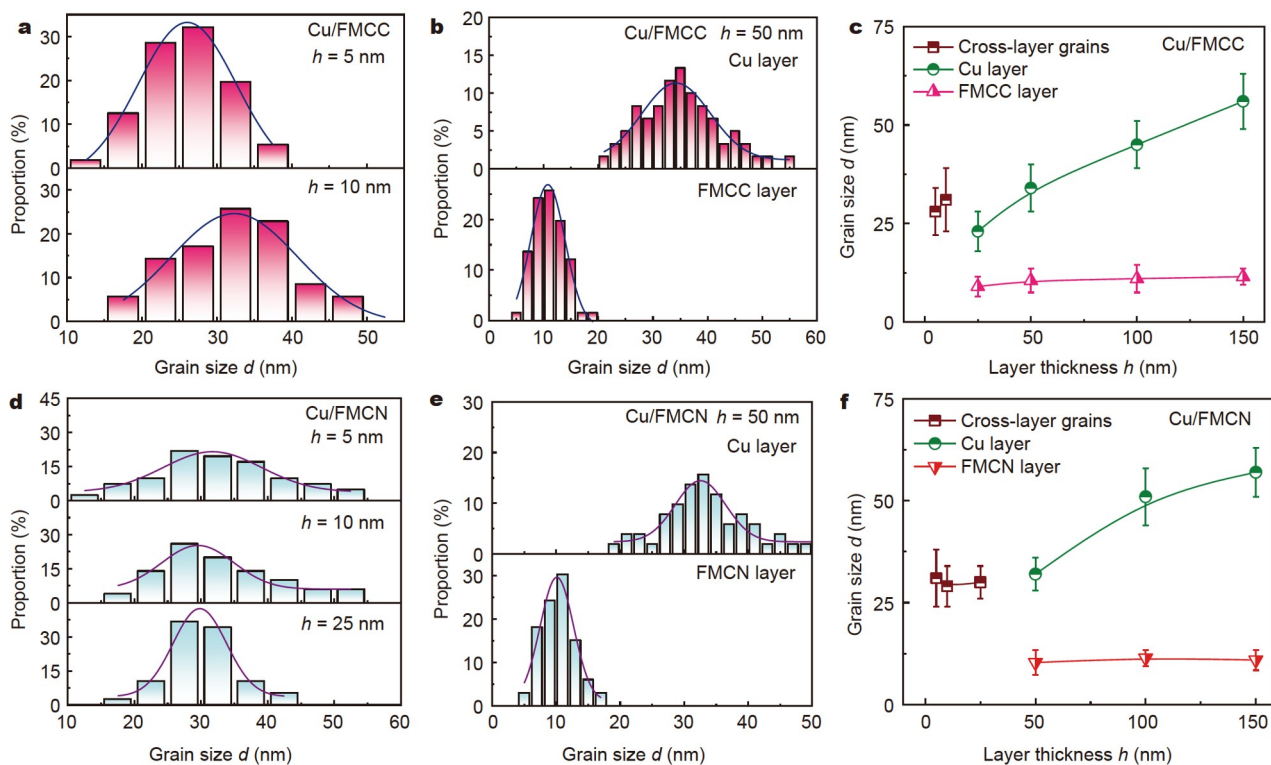 a
Cu/FMCC
h = 5 nm
30
20
10
0
h = 10 nm
30
20
10
0
10 20 30 40 50
Proportion (%)
Grain size d (nm)
b
Cu/FMCC h = 50 nm
Cu layer
20
15
10
5
0
FMCC layer
20
10
0
0 10 20 30 40 50 60
Proportion (%)
Grain size d (nm)
c
Cu/FMCC
Cross-layer grains
Cu layer
FMCC layer
75
50
25
0
0 50 100 150
Grain size d (nm)
Layer thickness h (nm)
d
Cu/FMCN
h = 5 nm
45
30
15
0
h = 10 nm
30
15
0
h = 25 nm
30
15
0
10 20 30 40 50 60
Proportion (%)
Grain size d (nm)
e
Cu/FMCN h = 50 nm
Cu layer
30
20
10
0
FMCN layer
30
20
10
0
0 10 20 30 40 50
Proportion (%)
Grain size d (nm)
f
Cu/FMCN
Cross-layer grains
Cu layer
FMCN layer
75
50
25
0
0 50 100 150
Grain size d (nm)
Layer thickness h (nm)